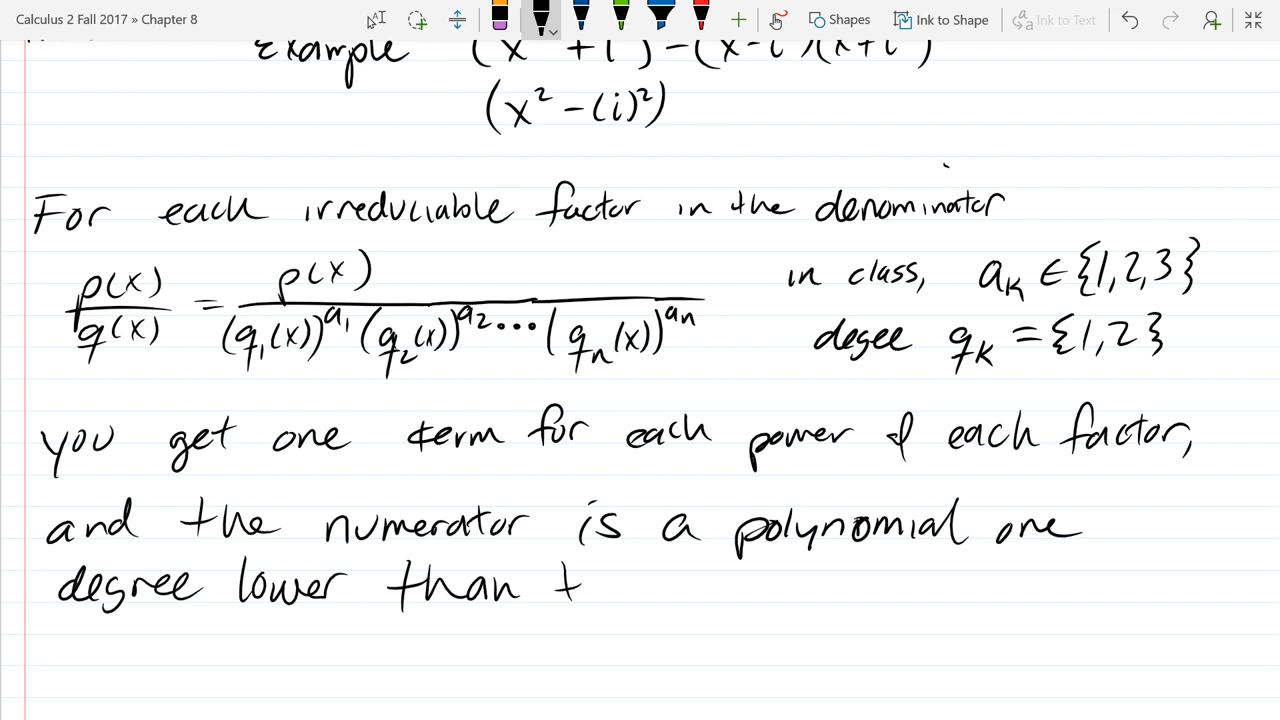 Calculus 2 Fall 2017 » Chapter 8
Shapes
Ink to Shape
Ink to Text
Example (x² + 1) - (x-i)(x+i)
(x² - (i)²)
For each irreduciable factor in the denominator
p(x)/q(x) = p(x)/((q₁(x))^a₁ (q₂(x))^a₂ ... (qₙ(x))^aₙ)
in class, aₖ ∈ {1,2,3}
degee qₖ = {1,2}
you get one term for each power of each factor,
and the numerator is a polynomial one
degree lower than t